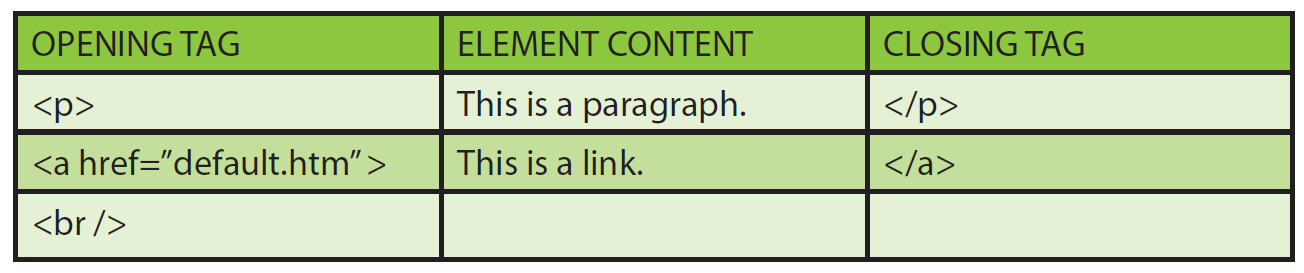 OPENING TAG ELEMENT CONTENT CLOSING TAG
<p> This is a paragraph. </p>
<a href=”default.htm” > This is a link. </a>
<br />